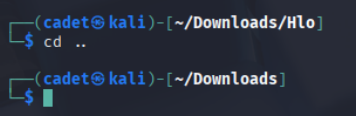 ┌──(cadet㉿kali)-[~/Downloads/Hlo]
└─$ cd ..
┌──(cadet㉿kali)-[~/Downloads]
└─$